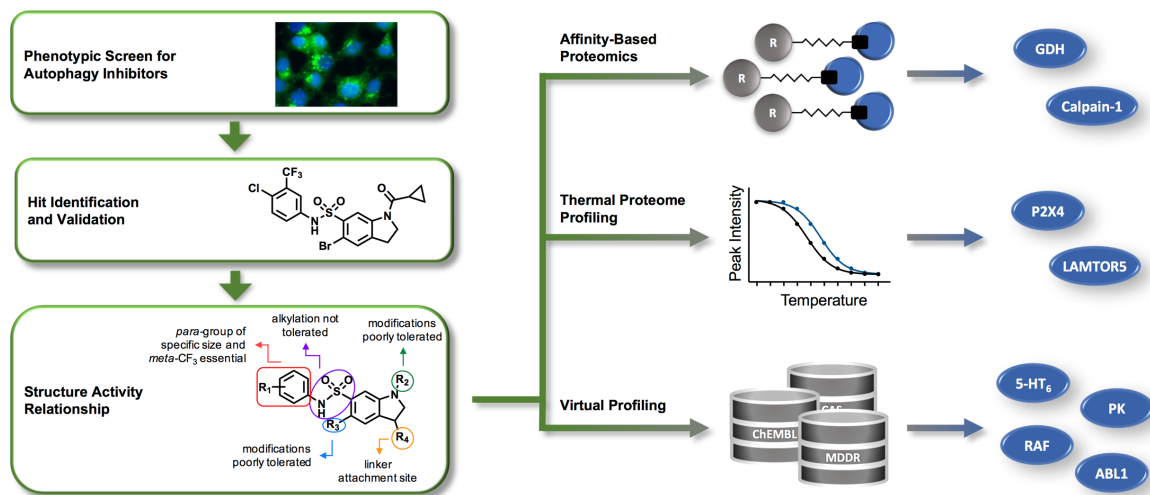 Phenotypic Screen for
Autophagy Inhibitors
Hit Identification
and Validation
CF3
Cl
O O
S
N
H
Br
O
N
Structure Activity
Relationship
para-group of
specific size and
meta-CF3 essential
alkylation not
tolerated
modifications
poorly tolerated
R1
O O
S
N
H
R2
N
R3
R4
modifications
poorly tolerated
linker
attachment site
Affinity-Based
Proteomics
R
R
R
GDH
Calpain-1
Thermal Proteome
Profiling
Peak Intensity
Temperature
P2X4
LAMTOR5
Virtual Profiling
CAS
ChEMBL
MDDR
5-HT6
PK
RAF
ABL1